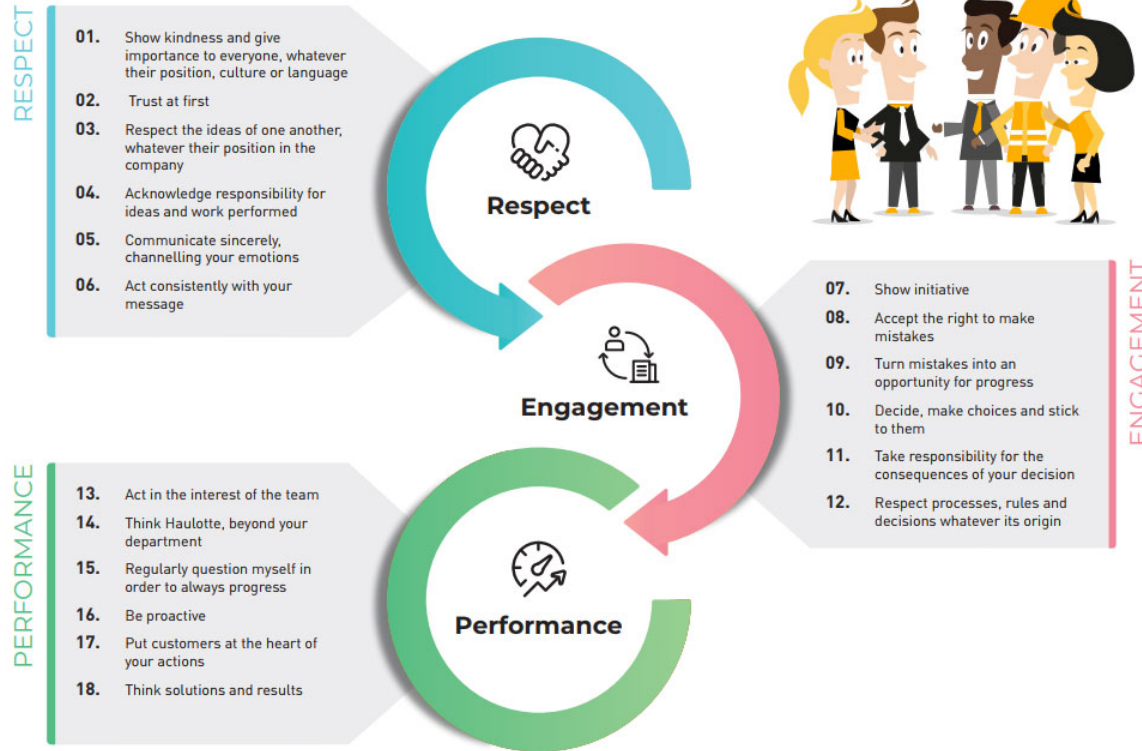 RESPECT
01. Show kindness and give
importance to everyone, whatever
their position, culture or language
02. Trust at first
03. Respect the ideas of one another,
whatever their position in the
company
04. Acknowledge responsibility for
ideas and work performed
05. Communicate sincerely,
channelling your emotions
06. Act consistently with your
message
Respect
Engagement
ENGAGEMENT
07. Show initiative
08. Accept the right to make
mistakes
09. Turn mistakes into an
opportunity for progress
10. Decide, make choices and stick
to them
11. Take responsibility for the
consequences of your decision
12. Respect processes, rules and
decisions whatever its origin
PERFORMANCE
13. Act in the interest of the team
14. Think Haulotte, beyond your
department
15. Regularly question myself in
order to always progress
16. Be proactive
17. Put customers at the heart of
your actions
18. Think solutions and results
Performance